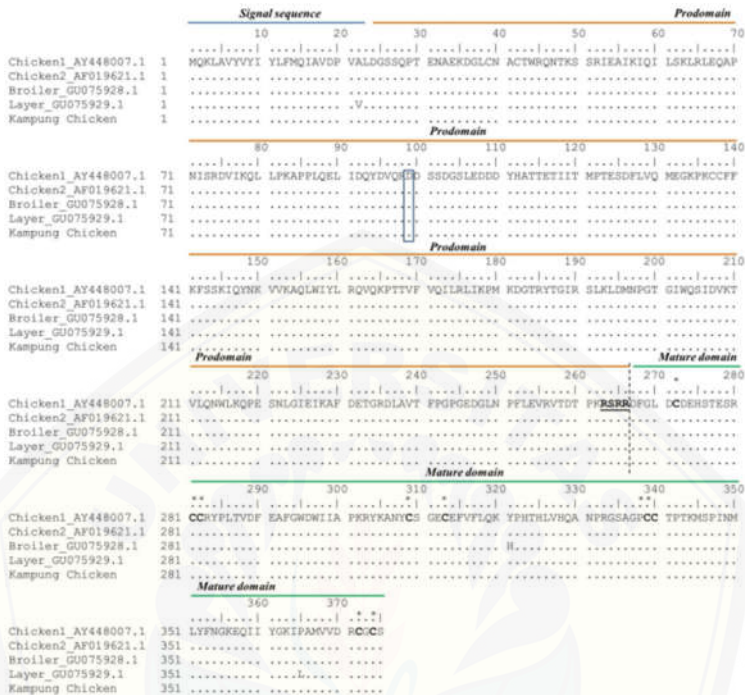 Signal sequence Prodomain
10 20 30 40 50 60 70
....|....| ....|....| ....|....| ....|....| ....|....| ....|....| ....|....|
Chicken1_AY448007.1 1 MQKLAVYVYI YLFMQIAVDP VALDGSSQPT ENAEKDGLCN ACTWRQNTKS SRIEAIKIQI LSKLRLEQAP
Chicken2_AF019621.1 1 .......... .......... .......... .......... .......... .......... ..........
Broiler_GU075928.1 1 .......... .......... .......... .......... .......... .......... ..........
Layer_GU075929.1 1 .......... .......... .V........ .......... .......... .......... ..........
Kampung Chicken 1 .......... .......... .......... .......... .......... .......... ..........
Prodomain
80 90 100 110 120 130 140
....|....| ....|....| ....|....| ....|....| ....|....| ....|....| ....|....|
Chicken1_AY448007.1 71 NISRDVIKQL LPKAPPLQEL IDQYDVQRDD SSDGSLEDDD YHATTETIIT MPTESDFLVQ MEGKPKCCFF
Chicken2_AF019621.1 71 .......... .......... .......... .......... .......... .......... ..........
Broiler_GU075928.1 71 .......... .......... .......... .......... .......... .......... ..........
Layer_GU075929.1 71 .......... .......... .......... .......... .......... .......... ..........
Kampung Chicken 71 .......... .......... .......... .......... .......... .......... ..........
Prodomain
150 160 170 180 190 200 210
....|....| ....|....| ....|....| ....|....| ....|....| ....|....| ....|....|
Chicken1_AY448007.1 141 KFSSKIQYNK VVKAQLWIYL RQVQKPTTVF VQILRLIKPM KDGTRYTGIR SLKLDMNPGT GIWQSIDVKT
Chicken2_AF019621.1 141 .......... .......... .......... .......... .......... .......... ..........
Broiler_GU075928.1 141 .......... .......... .......... .......... .......... .......... ..........
Layer_GU075929.1 141 .......... .......... .......... .......... .......... .......... ..........
Kampung Chicken 141 .......... .......... .......... .......... .......... .......... ..........
Prodomain Mature domain
220 230 240 250 260 270 280
....|....| ....|....| ....|....| ....|....| ....|....| ....|....| ....|....|
*
Chicken1_AY448007.1 211 VLQNWLKQPE SNLGIEIKAF DETGRDLAVT FPGPGEDGLN PFLEVRVTDT PKRSRRDFGL DCDEHSTESR
Chicken2_AF019621.1 211 .......... .......... .......... .......... .......... .......... ..........
Broiler_GU075928.1 211 .......... .......... .......... .......... .......... .......... ..........
Layer_GU075929.1 211 .......... .......... .......... .......... .......... .......... ..........
Kampung Chicken 211 .......... .......... .......... .......... .......... .......... ..........
Mature domain
290 300 310 320 330 340 350
** * * **
Chicken1_AY448007.1 281 CCRYPLTVDF EAFGWDWIIA PKRYKANYCS GECEFVFLQK YPHTHLVHQA NPRGSAGPCC TPTKMSPINM
Chicken2_AF019621.1 281 .......... .......... .......... .......... .......... .......... ..........
Broiler_GU075928.1 281 .......... .......... .......... .......... .H........ .......... ..........
Layer_GU075929.1 281 .......... .......... .......... .......... .......... .......... ..........
Kampung Chicken 281 .......... .......... .......... .......... .......... .......... ..........
Mature domain
360 370
* *
Chicken1_AY448007.1 351 LYFNGKEQII YGKIPAMVVD RCGCS
Chicken2_AF019621.1 351 .......... .......... .....
Broiler_GU075928.1 351 .......... .......... .....
Layer_GU075929.1 351 .......... ....L..... .....
Kampung Chicken 351 .......... .......... .....